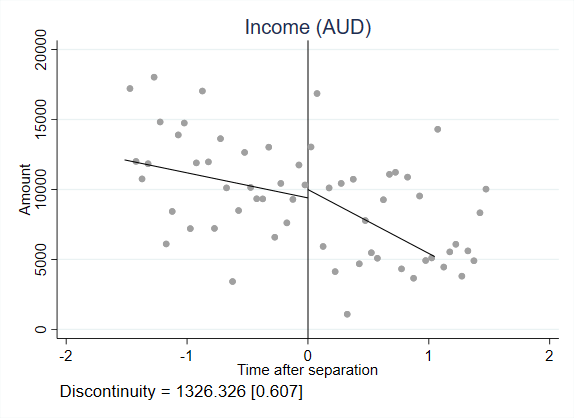 Income (AUD)
20000
15000
10000
5000
0
Amount
-2
-1
0
1
2
Time after separation
Discontinuity = 1326.326 [0.607]